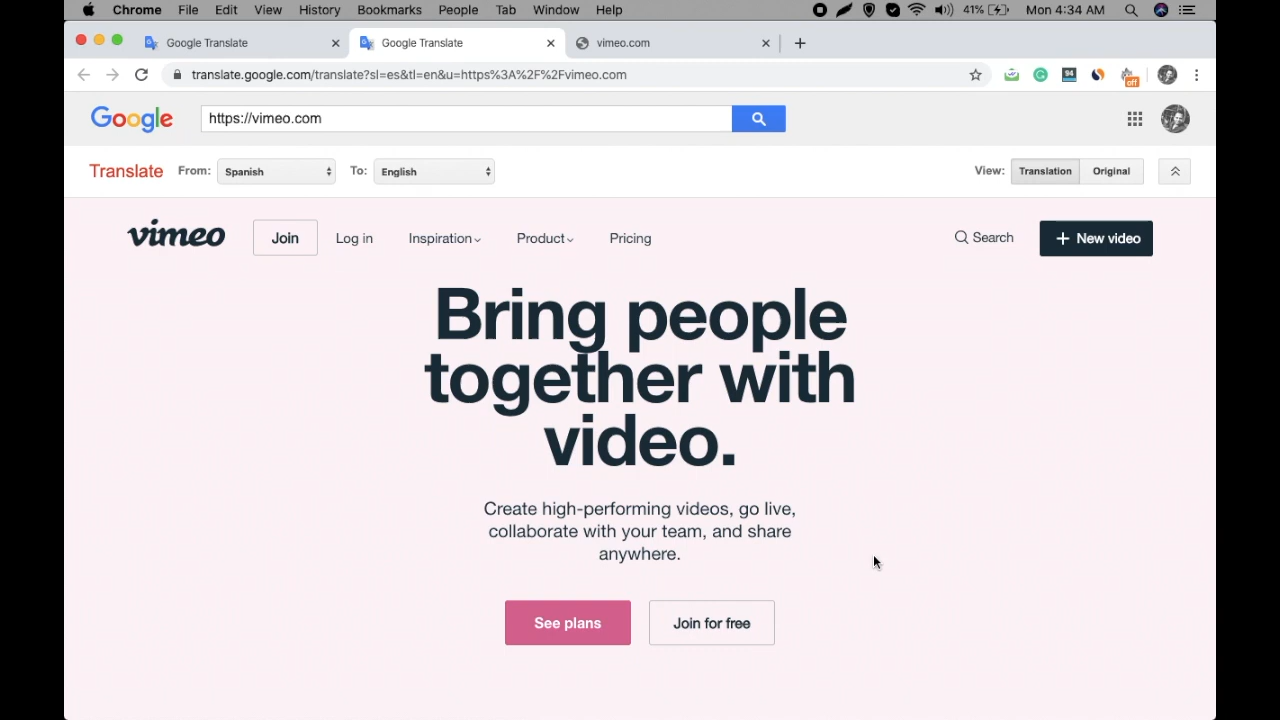 Chrome File Edit View History Bookmarks People Tab Window Help 41% Mon 4:34 AM
Google Translate Google Translate vimeo.com
translate.google.com/translate?sl=es&tl=en&u=https%3A%2F%2Fvimeo.com 94 off
Google https://vimeo.com
Translate From: Spanish To: English View: Translation Original
vimeo Join Log in Inspiration Product Pricing Search + New video
Bring people
together with
video.
Create high-performing videos, go live,
collaborate with your team, and share
anywhere.
See plans Join for free